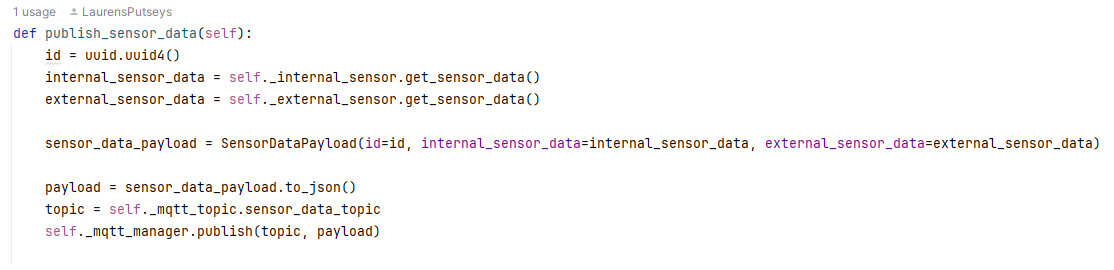 1 usage LaurensPutseys
def publish_sensor_data(self):
    id = uuid.uuid4()
    internal_sensor_data = self._internal_sensor.get_sensor_data()
    external_sensor_data = self._external_sensor.get_sensor_data()
    sensor_data_payload = SensorDataPayload(id=id, internal_sensor_data=internal_sensor_data, external_sensor_data=external_sensor_data)
    payload = sensor_data_payload.to_json()
    topic = self._mqtt_topic.sensor_data_topic
    self._mqtt_manager.publish(topic, payload)